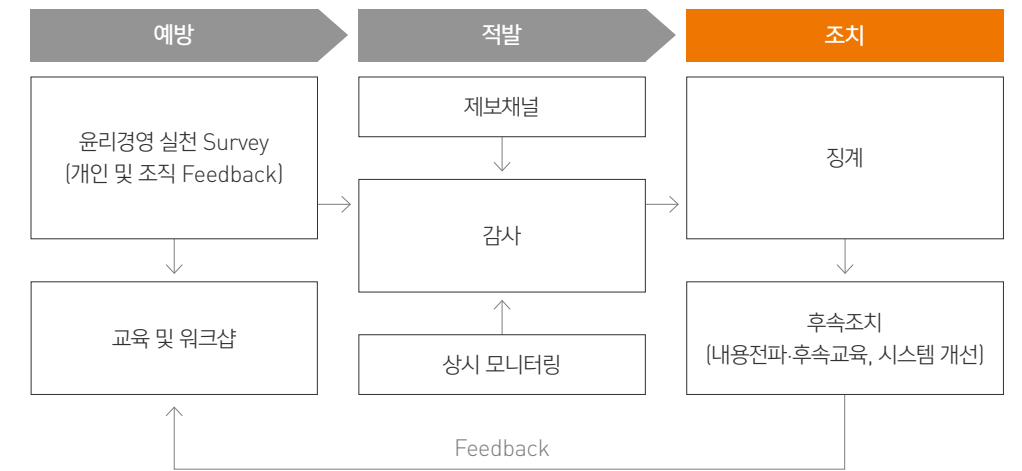 예방
적발
조치
윤리경영 실천 Survey
(개인 및 조직 Feedback)
교육 및 워크샵
제보채널
감사
상시 모니터링
징계
후속조치
(내용전파·후속교육, 시스템 개선)
Feedback